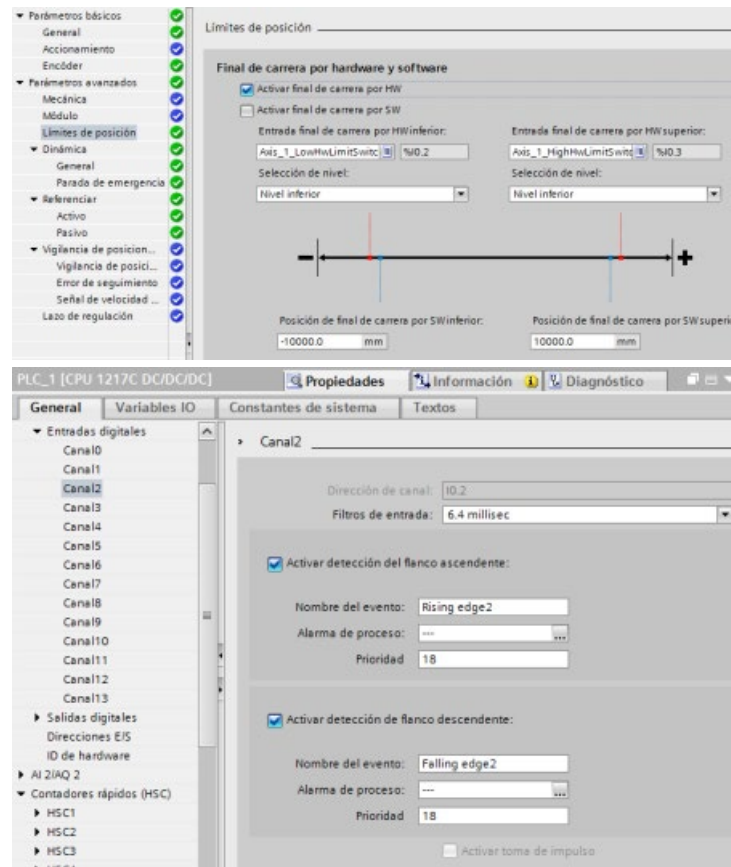 Parámetros básicos
General
Accionamiento
Encóder
Parámetros avanzados
Mecánica
Módulo
Límites de posición
Dinámica
General
Parada de emergencia
Referenciar
Activo
Pasivo
Vigilancia de posicion...
Vigilancia de posici...
Error de seguimiento
Señal de velocidad ...
Lazo de regulación
Límites de posición
Final de carrera por hardware y software
Activar final de carrera por HW
Activar final de carrera por SW
Entrada final de carrera por HW inferior: Entrada final de carrera por HW superior:
Axis_1_LowHwLimitSwitc %I0.2 Axis_1_HighHwLimitSwitc %I0.3
Selección de nivel: Selección de nivel:
Nivel inferior Nivel inferior
- +
Posición de final de carrera por SW inferior: Posición de final de carrera por SW superi
-10000.0 mm 10000.0 mm
PLC_1 [CPU 1217C DC/DC/DC] Propiedades Información Diagnóstico
General Variables IO Constantes de sistema Textos
Entradas digitales
Canal0
Canal1
Canal2
Canal3
Canal4
Canal5
Canal6
Canal7
Canal8
Canal9
Canal10
Canal11
Canal12
Canal13
Salidas digitales
Direcciones E/S
ID de hardware
AI 2/AQ 2
Contadores rápidos (HSC)
HSC1
HSC2
HSC3
Canal2
Dirección de canal: I0.2
Filtros de entrada: 6.4 millisec
Activar detección del flanco ascendente:
Nombre del evento: Rising edge2
Alarma de proceso: --- ...
Prioridad 18
Activar detección de flanco descendente:
Nombre del evento: Falling edge2
Alarma de proceso: --- ...
Prioridad 18
Activar toma de impulso